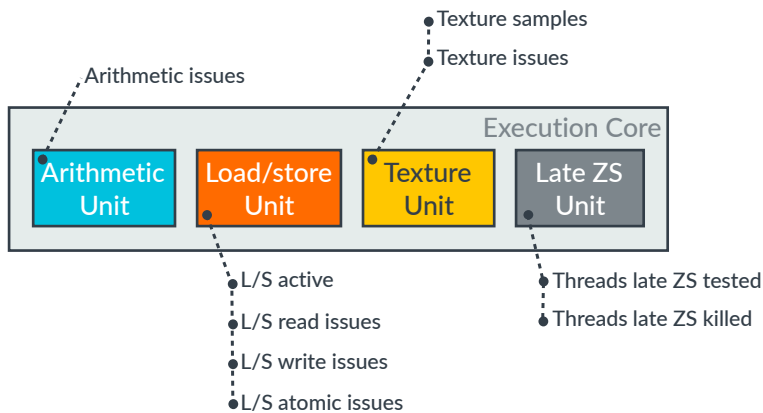 Texture samples
Texture issues
Arithmetic issues
Execution Core
Arithmetic
Unit
Load/store
Unit
Texture
Unit
Late ZS
Unit
L/S active
L/S read issues
L/S write issues
L/S atomic issues
Threads late ZS tested
Threads late ZS killed